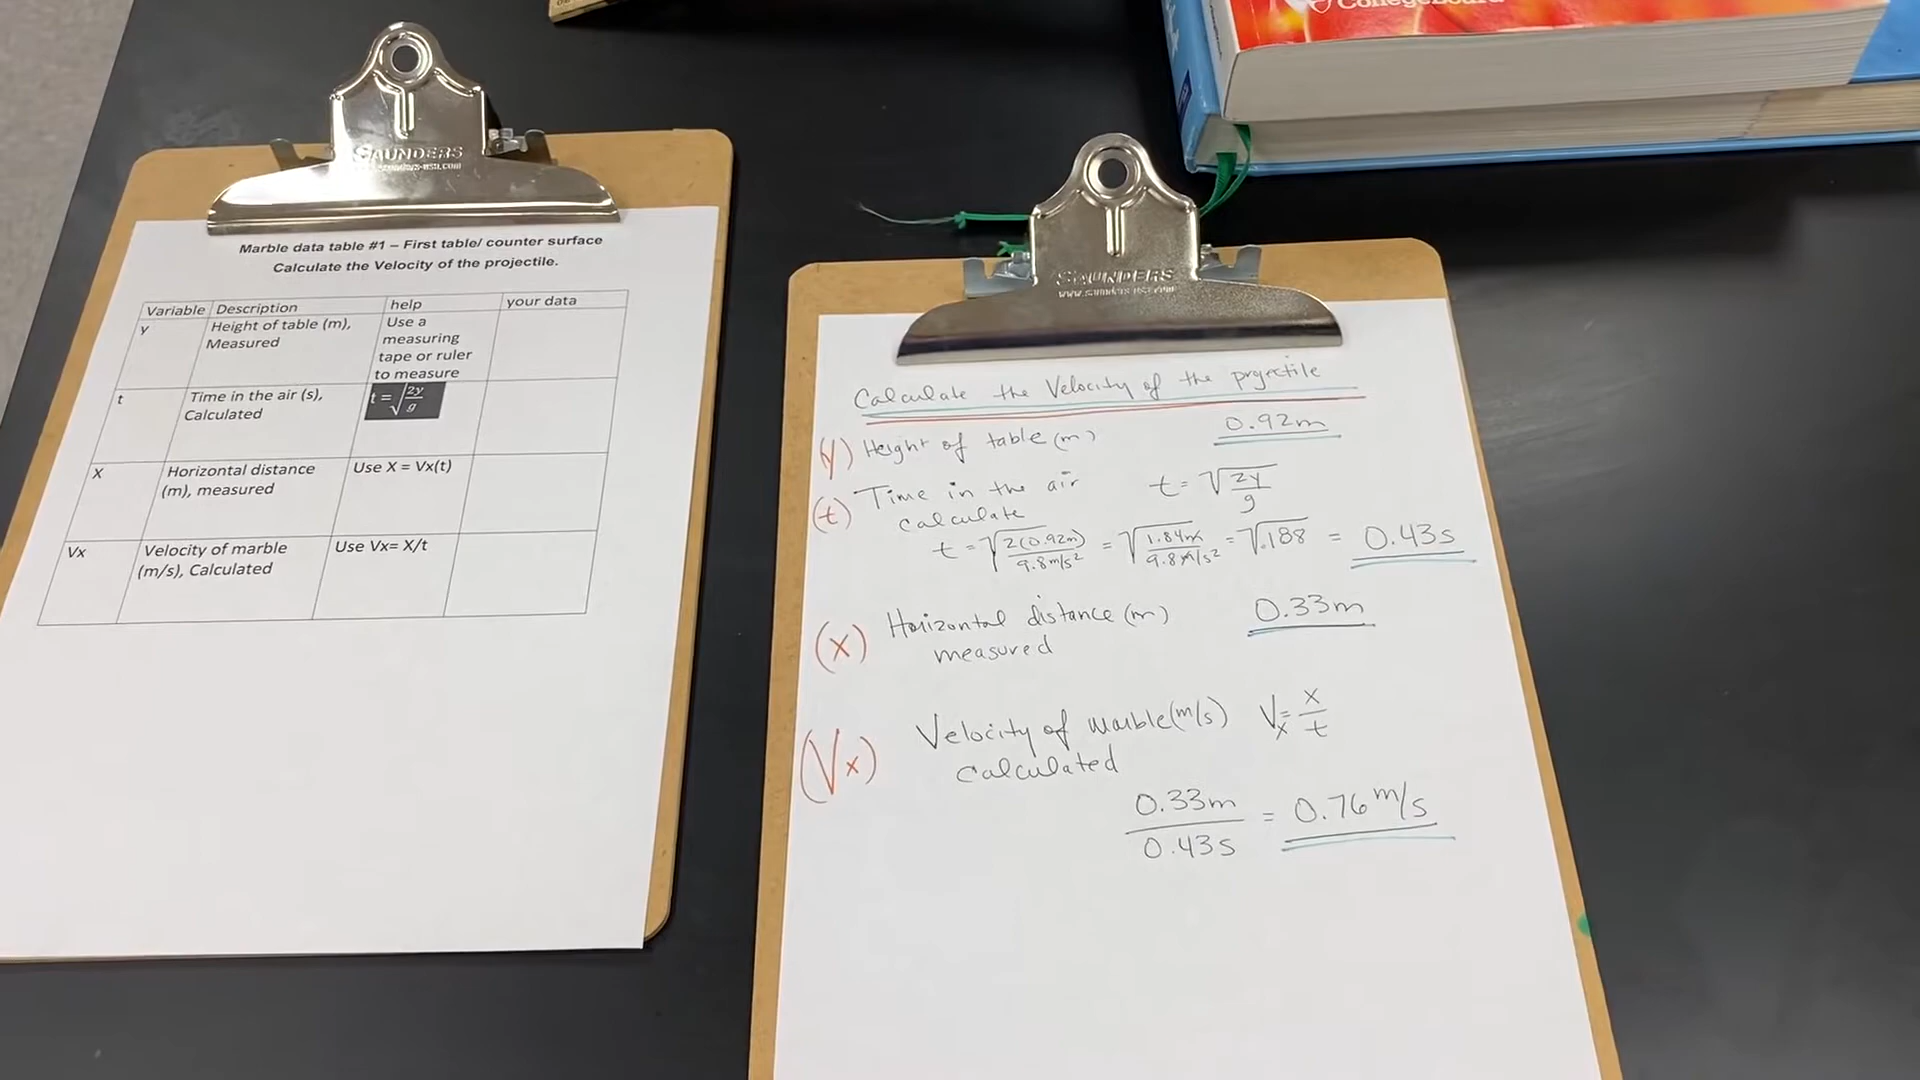 CollegeBoard
SAUNDERS
Marble data table #1 – First table/ counter surface
Calculate the Velocity of the projectile.
Variable Description help your data
y Height of table (m), Measured Use a measuring tape or ruler to measure
t Time in the air (s), Calculated t = √2y/g
X Horizontal distance (m), measured Use X = Vx(t)
Vx Velocity of marble (m/s), Calculated Use Vx= X/t
SAUNDERS
Calculate the Velocity of the projectile
(y) Height of table (m) 0.92m
(t) Time in the air t = √2y/g
calculate
t = √2(0.92m)/9.8m/s² = √1.84m/9.8m/s² = √.188 = 0.43s
(x) Horizontal distance (m) 0.33m
measured
(Vx) Velocity of marble (m/s) Vx = x/t
calculated
0.33m/0.43s = 0.76 m/s